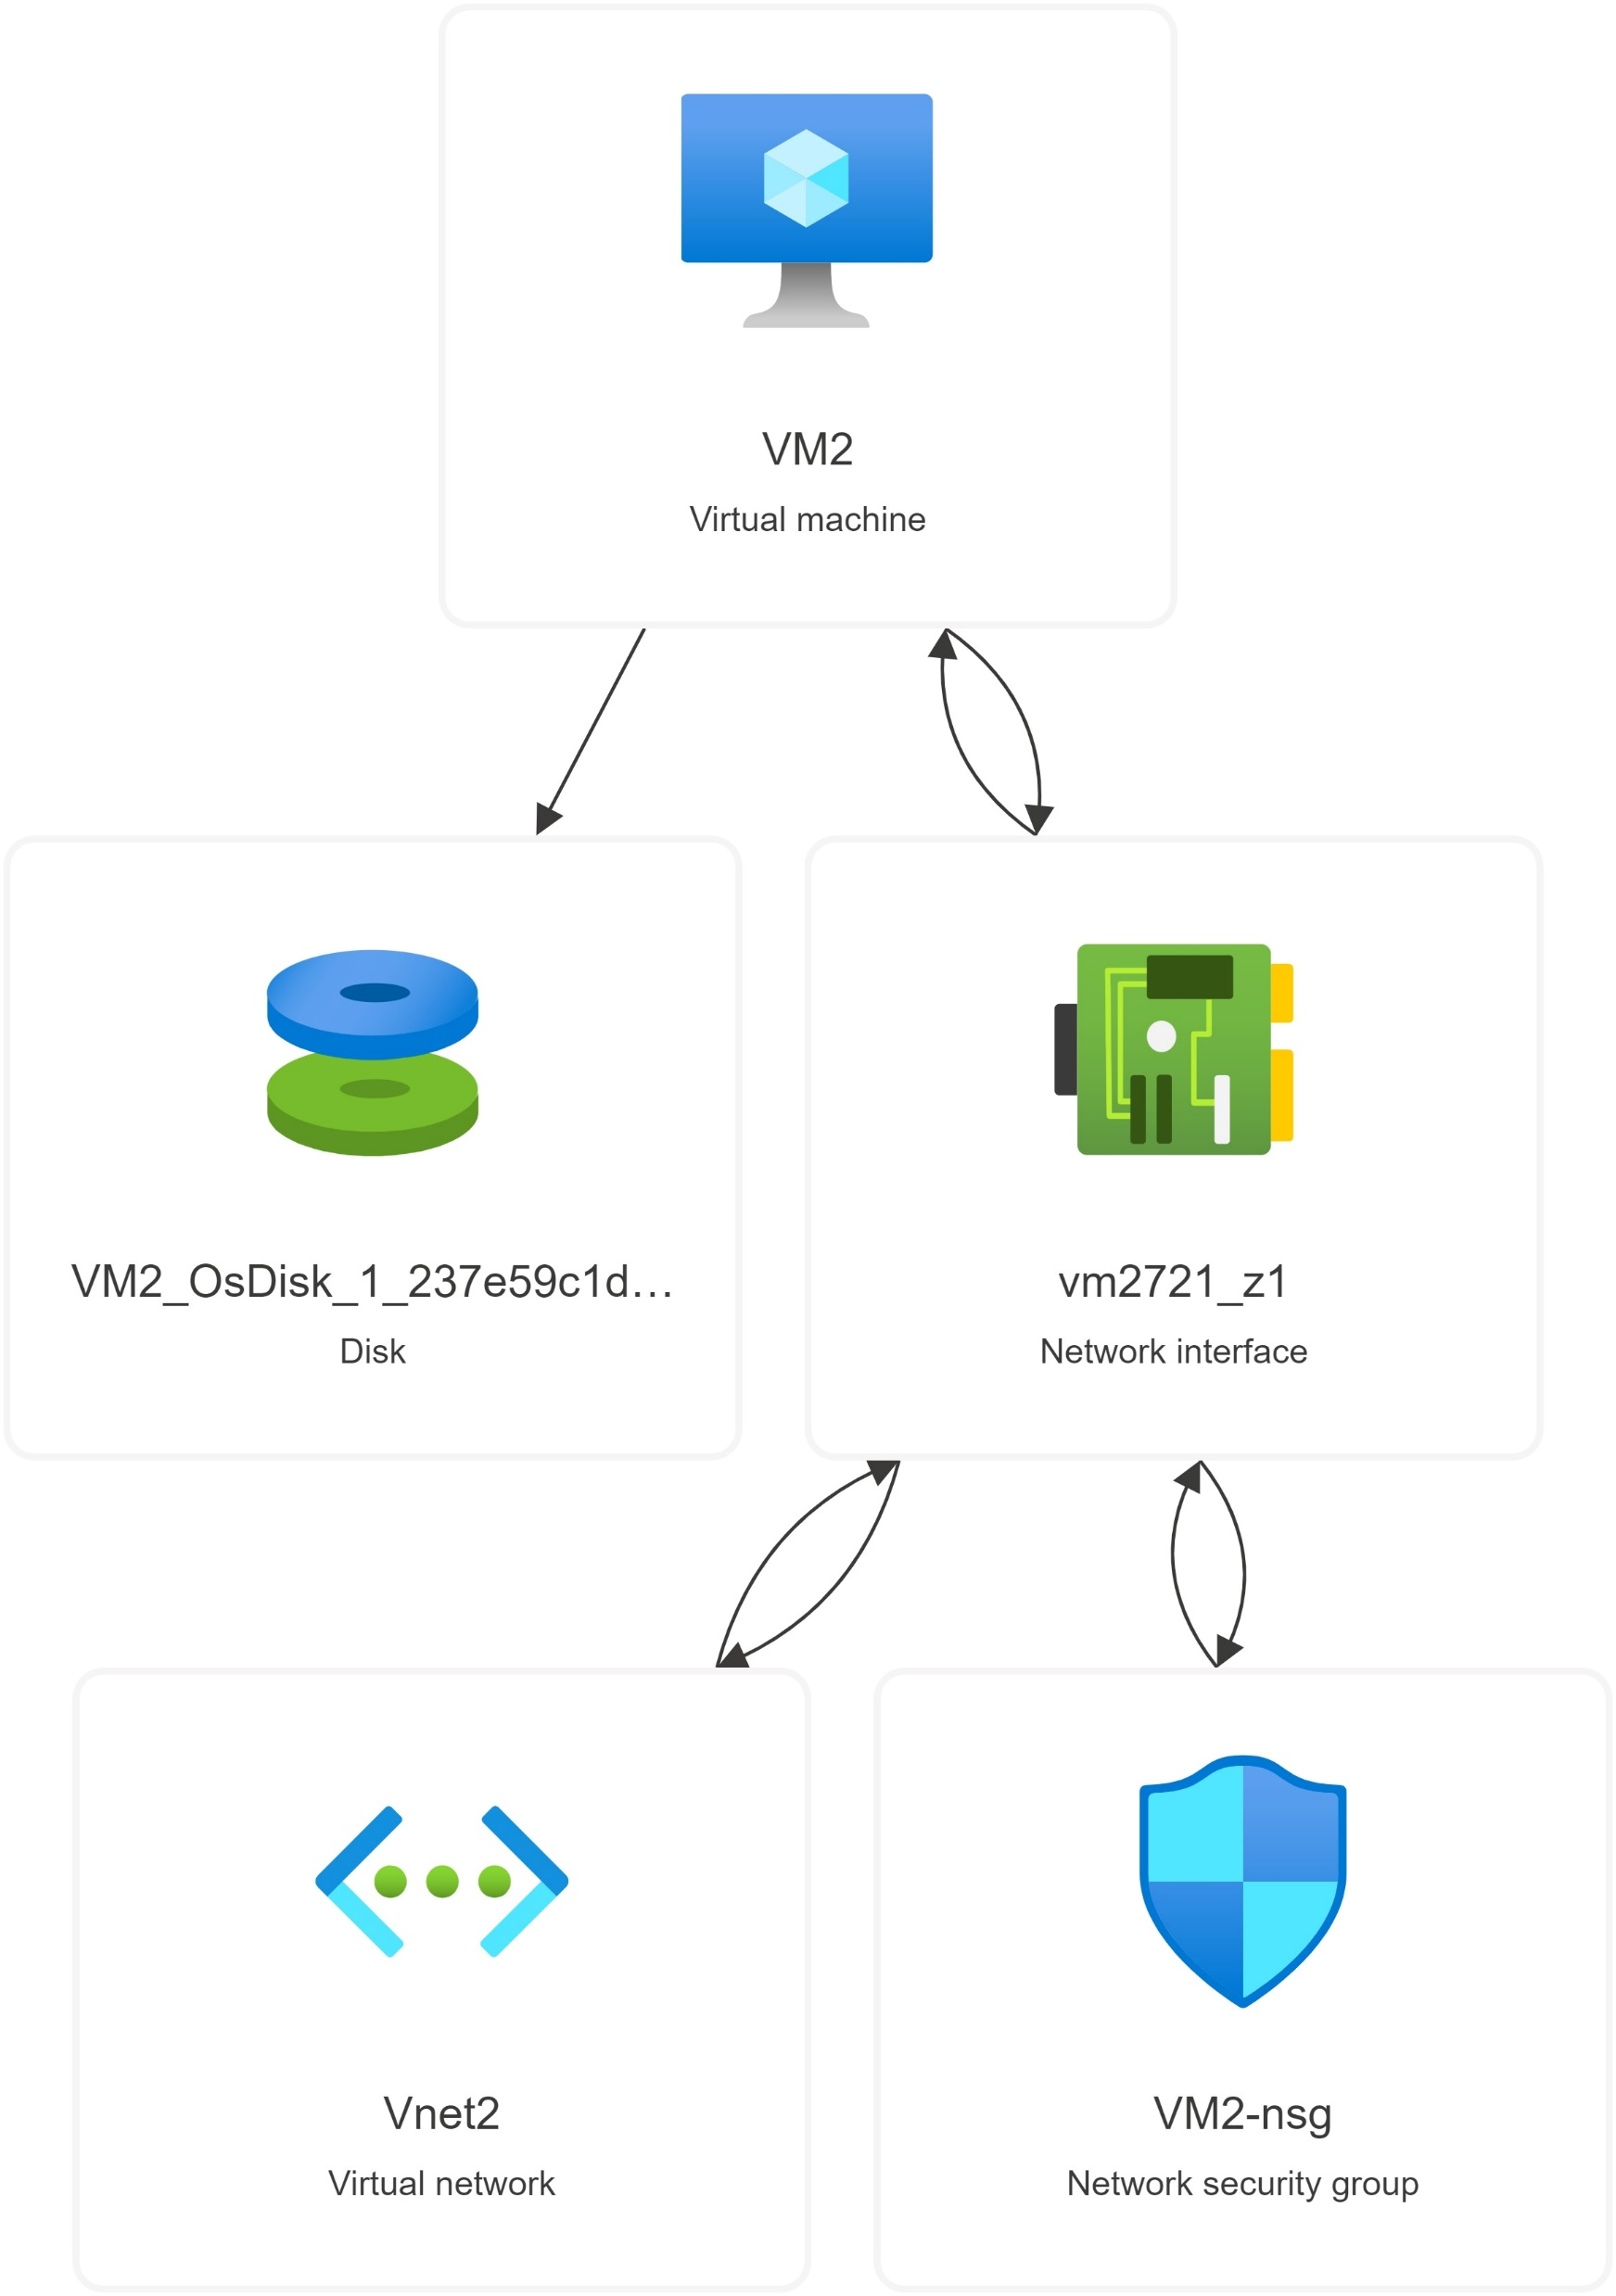 VM2
Virtual machine
VM2_OsDisk_1_237e59c1d...
Disk
vm2721_z1
Network interface
Vnet2
Virtual network
VM2-nsg
Network security group